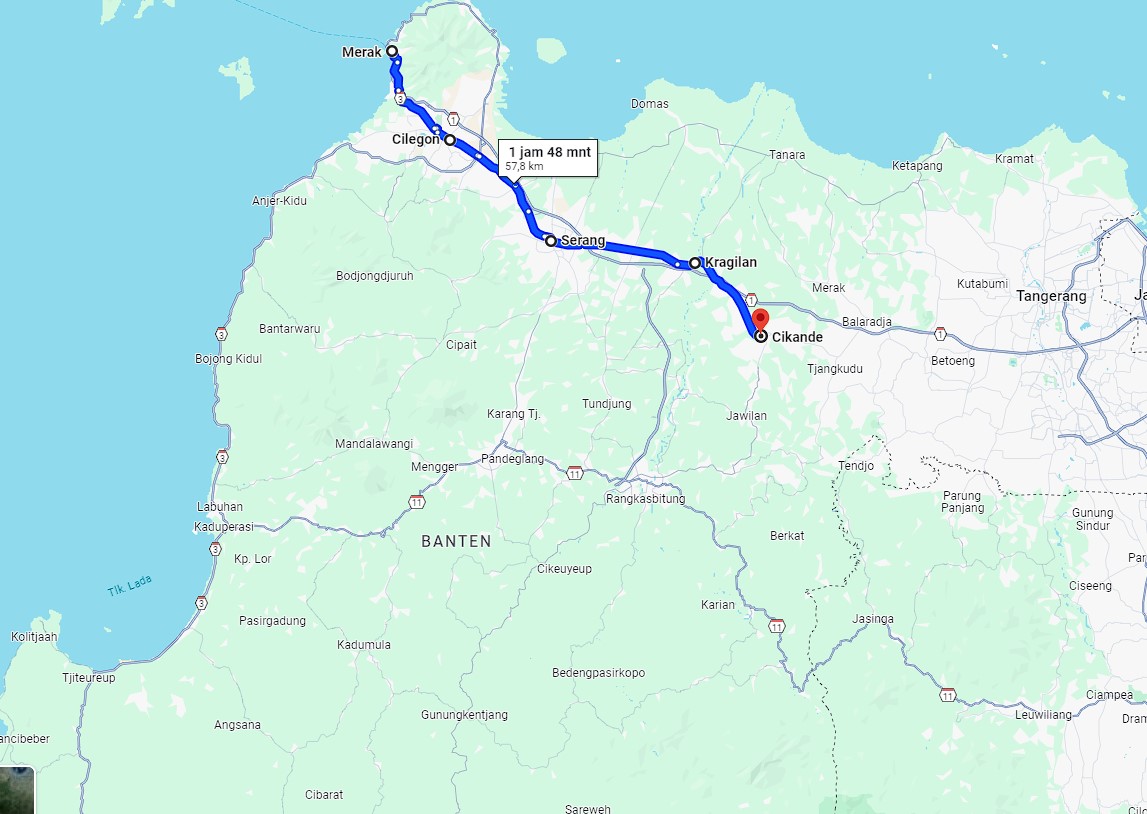 Merak
3
1
Domas
Cilegon
1 jam 48 mnt
57,8 km
Tanara
Ketapang
Kramat
Anjer-Kidu
Serang
Kragilan
Bodjongdjuruh
Merak
Kutabumi
Tangerang
1
Balaradja
1
3
Bantarwaru
Cikande
Cipait
Bojong Kidul
Betoeng
Tjangkudu
Tundjung
Karang Tj.
Jawilan
Mandalawangi
3
Mengger
Pandeglang
11
Tendjo
11
Rangkasbitung
Parung
Panjang
Labuhan
Kaduperasi
Gunung
Sindur
3
BANTEN
Berkat
Kp. Lor
Cikeuyeup
Tlk. Lada
Ciseeng
3
Karian
Pasirgadung
11
Jasinga
Kolitjaah
Kadumula
Bedengpasirkopo
Tjiteureup
11
Ciampea
Gunungkentjang
Leuwiliang
Angsana
Cibarat
Sareweh